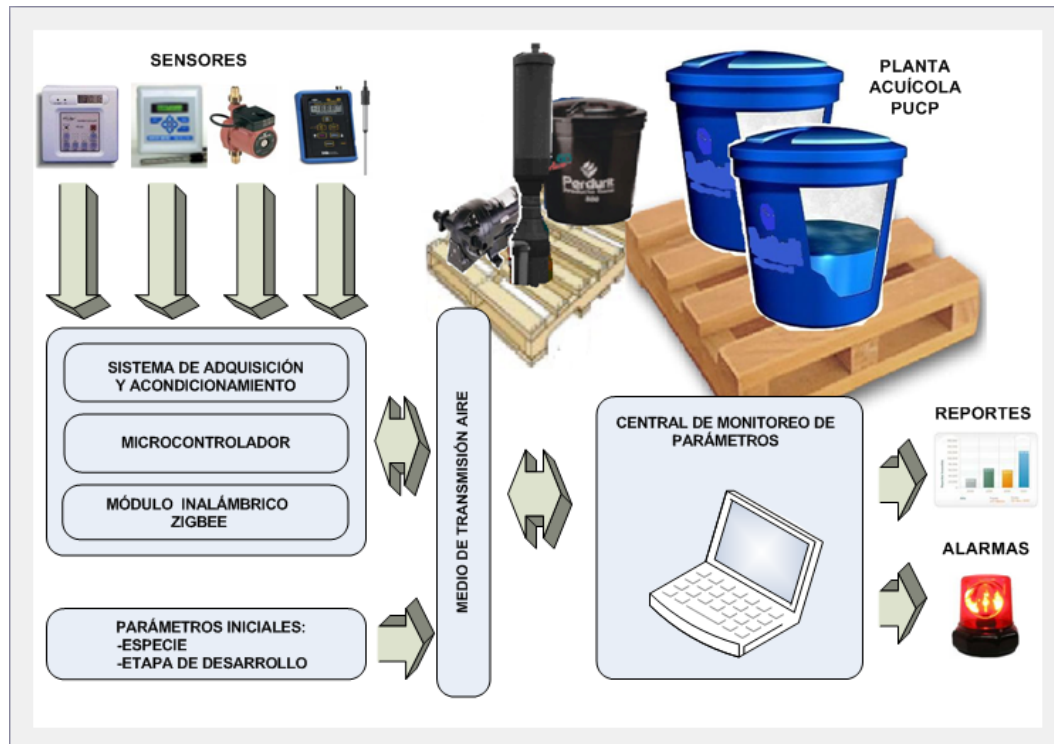 SENSORES
PLANTA
ACUÍCOLA
PUCP
Perdurit
SISTEMA DE ADQUISICIÓN
Y ACONDICIONAMIENTO
MICROCONTROLADOR
MÓDULO INALÁMBRICO
ZIGBEE
MEDIO DE TRANSMISIÓN AIRE
CENTRAL DE MONITOREO DE
PARÁMETROS
REPORTES
ALARMAS
PARÁMETROS INICIALES:
-ESPECIE
-ETAPA DE DESARROLLO